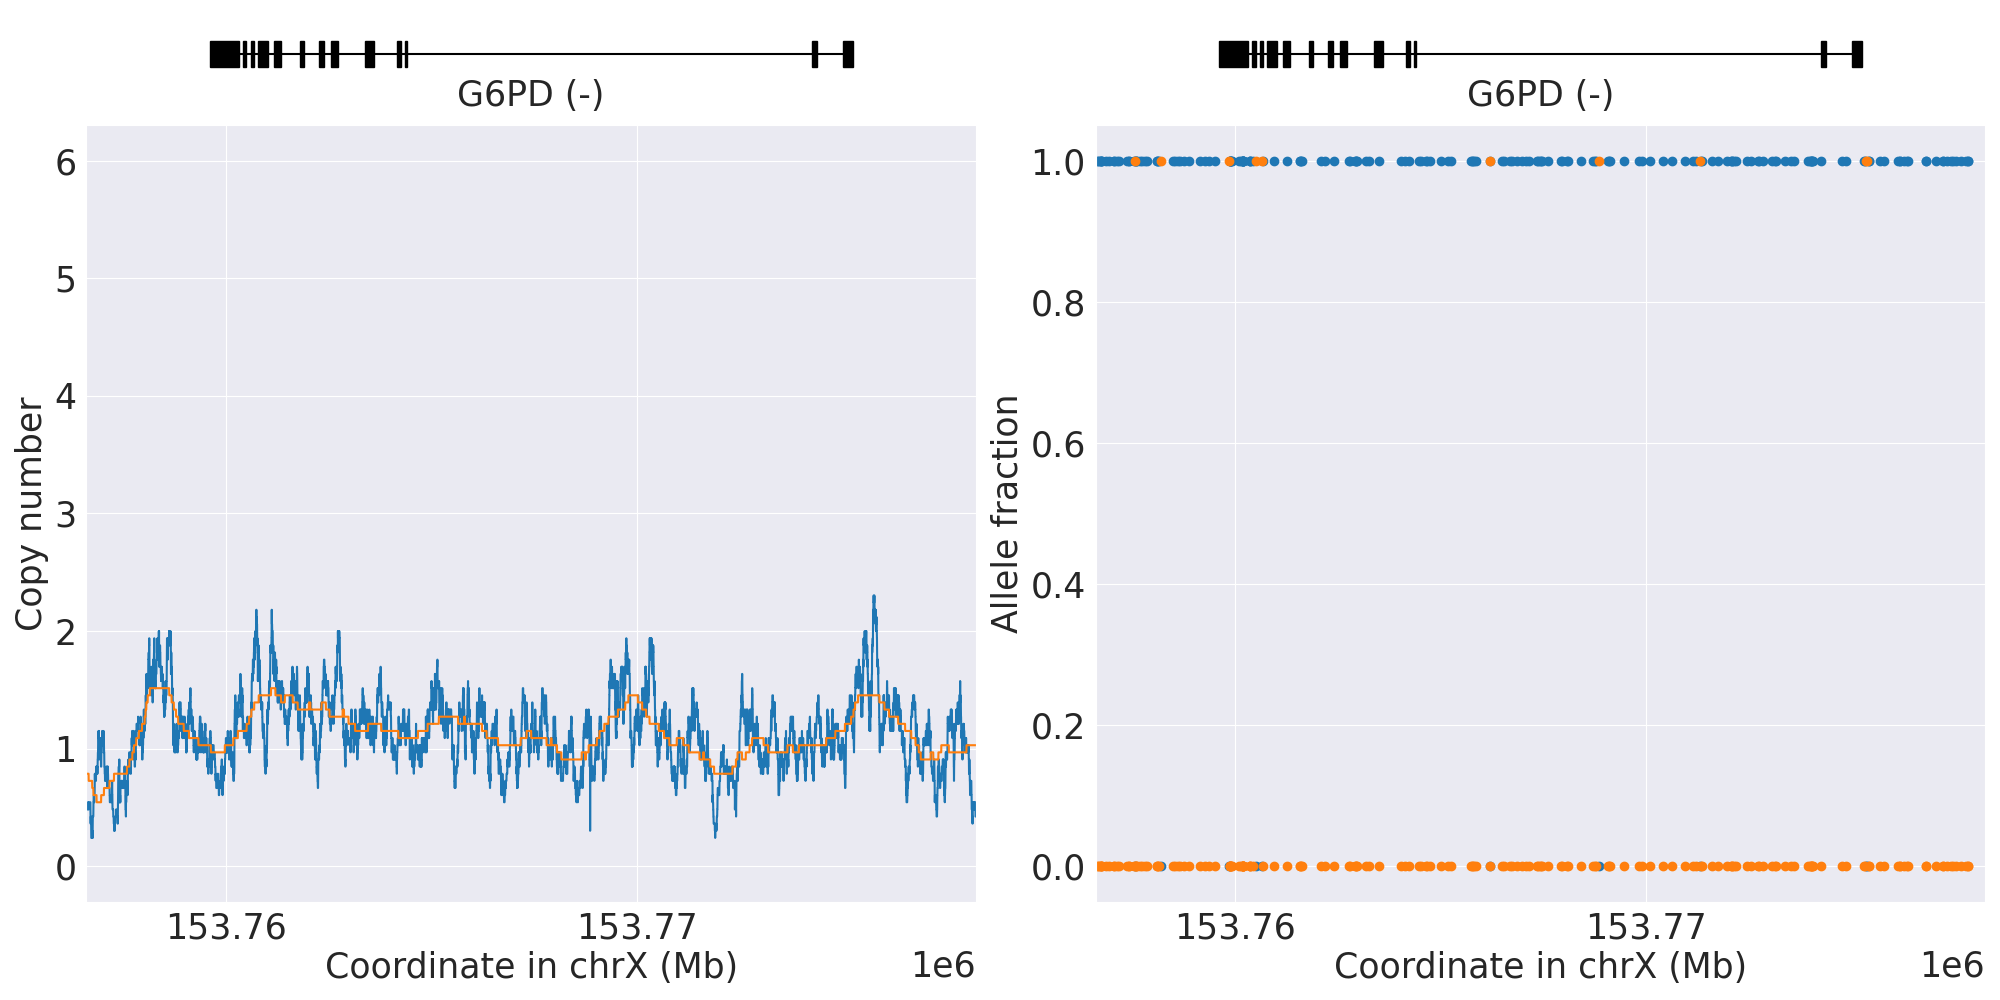 G6PD (-)
6
5
4
3
2
1
0
Copy number
153.76
153.77
Coordinate in chrX (Mb)
1e6
G6PD (-)
1.0
0.8
0.6
0.4
0.2
0.0
Allele fraction
153.76
153.77
Coordinate in chrX (Mb)
1e6